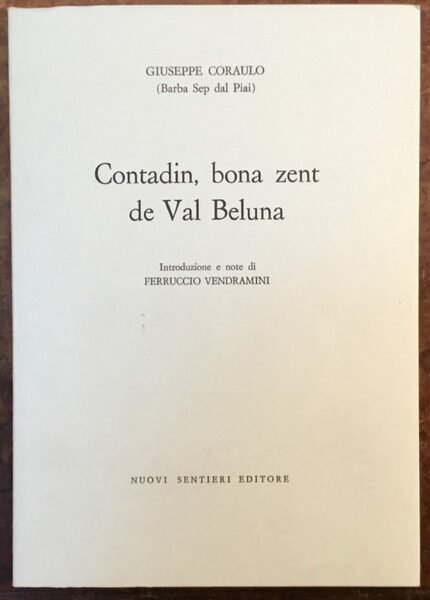 GIUSEPPE CORAULO
(Barba Sep dal Piai)
Contadin, bona zent
de Val Beluna
Introduzione e note di
FERRUCCIO VENDRAMINI
NUOVI SENTIERI EDITORE